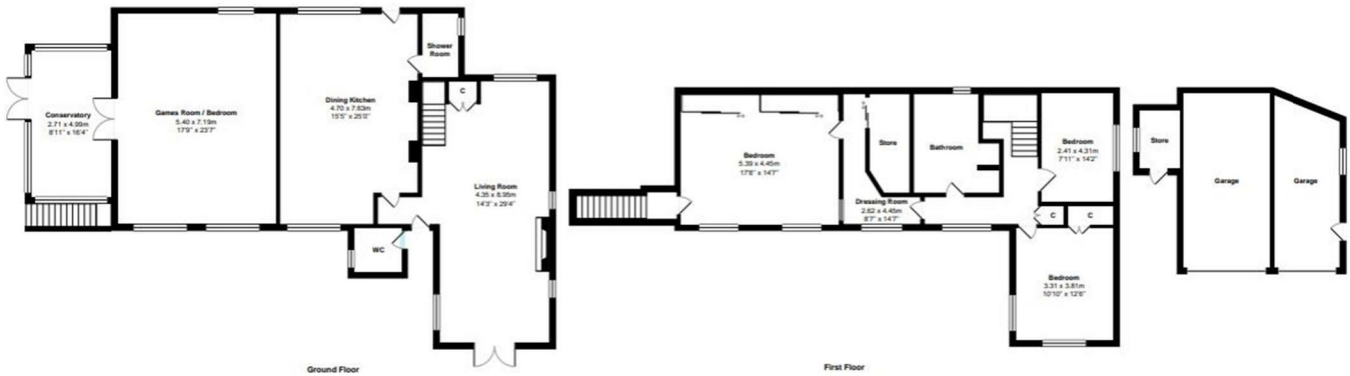 Conservatory
2.71 x 4.99m
8'11" x 16'4"
Games Room / Bedroom
5.40 x 7.19m
17'9" x 23'7"
Dining Kitchen
4.70 x 7.63m
15'5" x 25'0"
Shower
Room
C
Living Room
4.35 x 8.95m
14'3" x 29'4"
WC
Ground Floor
Bedroom
5.39 x 4.45m
17'8" x 14'7"
Store
Dressing Room
2.62 x 4.45m
8'7" x 14'7"
Bathroom
Bedroom
2.41 x 4.31m
7'11" x 14'2"
C
C
Bedroom
3.31 x 3.81m
10'10" x 12'6"
First Floor
Store
Garage
Garage